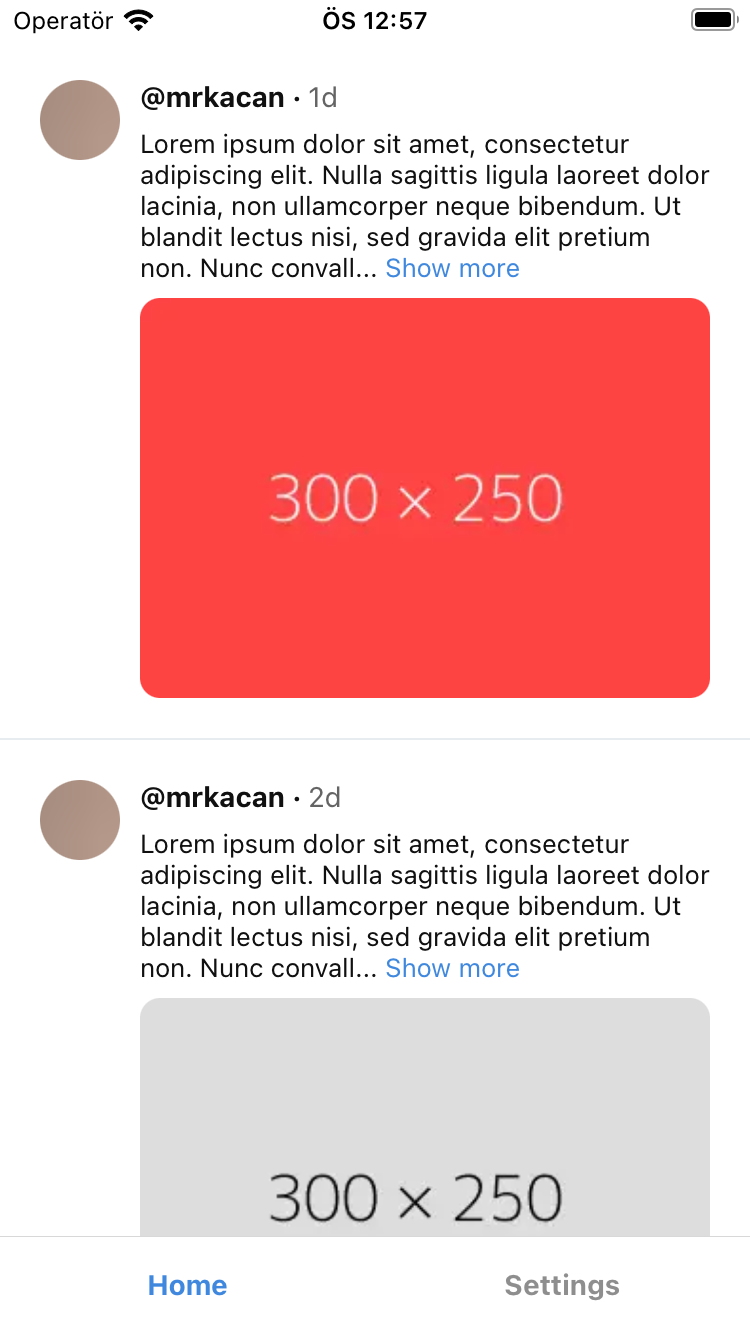 Operatör ÖS 12:57
@mrkacan · 1d
Lorem ipsum dolor sit amet, consectetur
adipiscing elit. Nulla sagittis ligula laoreet dolor
lacinia, non ullamcorper neque bibendum. Ut
blandit lectus nisi, sed gravida elit pretium
non. Nunc convall... Show more
300 × 250
@mrkacan · 2d
Lorem ipsum dolor sit amet, consectetur
adipiscing elit. Nulla sagittis ligula laoreet dolor
lacinia, non ullamcorper neque bibendum. Ut
blandit lectus nisi, sed gravida elit pretium
non. Nunc convall... Show more
300 × 250
Home Settings